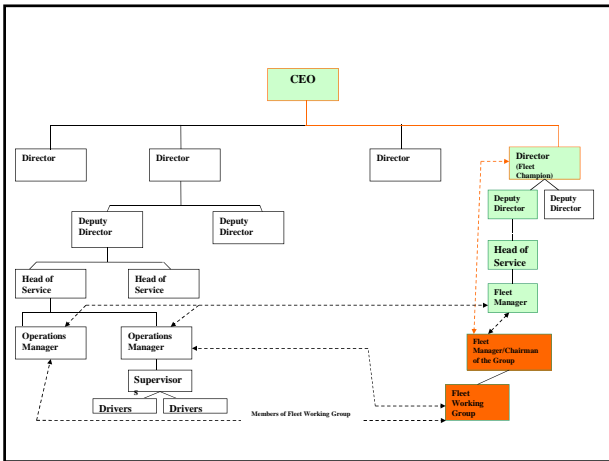 CEO
Director
Director
Director
Director
(Fleet
Champion)
Deputy
Director
Deputy
Director
Deputy
Director
Deputy
Director
Head of
Service
Head of
Service
Head of
Service
Fleet
Manager
Operations
Manager
Operations
Manager
Fleet
Manager/Chairman
of the Group
Supervisor
s
Drivers
Drivers
Fleet
Working
Group
Members of Fleet Working Group